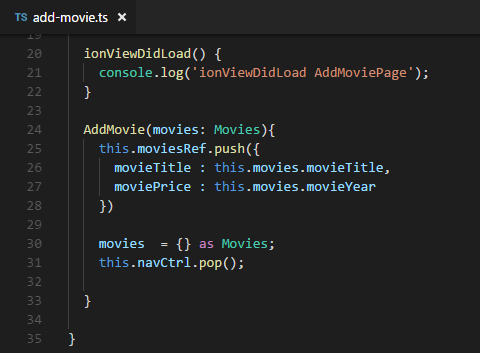 TS add-movie.ts ×
19
20 ionViewDidLoad() {
21 console.log('ionViewDidLoad AddMoviePage');
22 }
23
24 AddMovie(movies: Movies){
25 this.moviesRef.push({
26 movieTitle : this.movies.movieTitle,
27 moviePrice : this.movies.movieYear
28 })
29
30 movies  = {} as Movies;
31 this.navCtrl.pop();
32
33 }
34
35 }